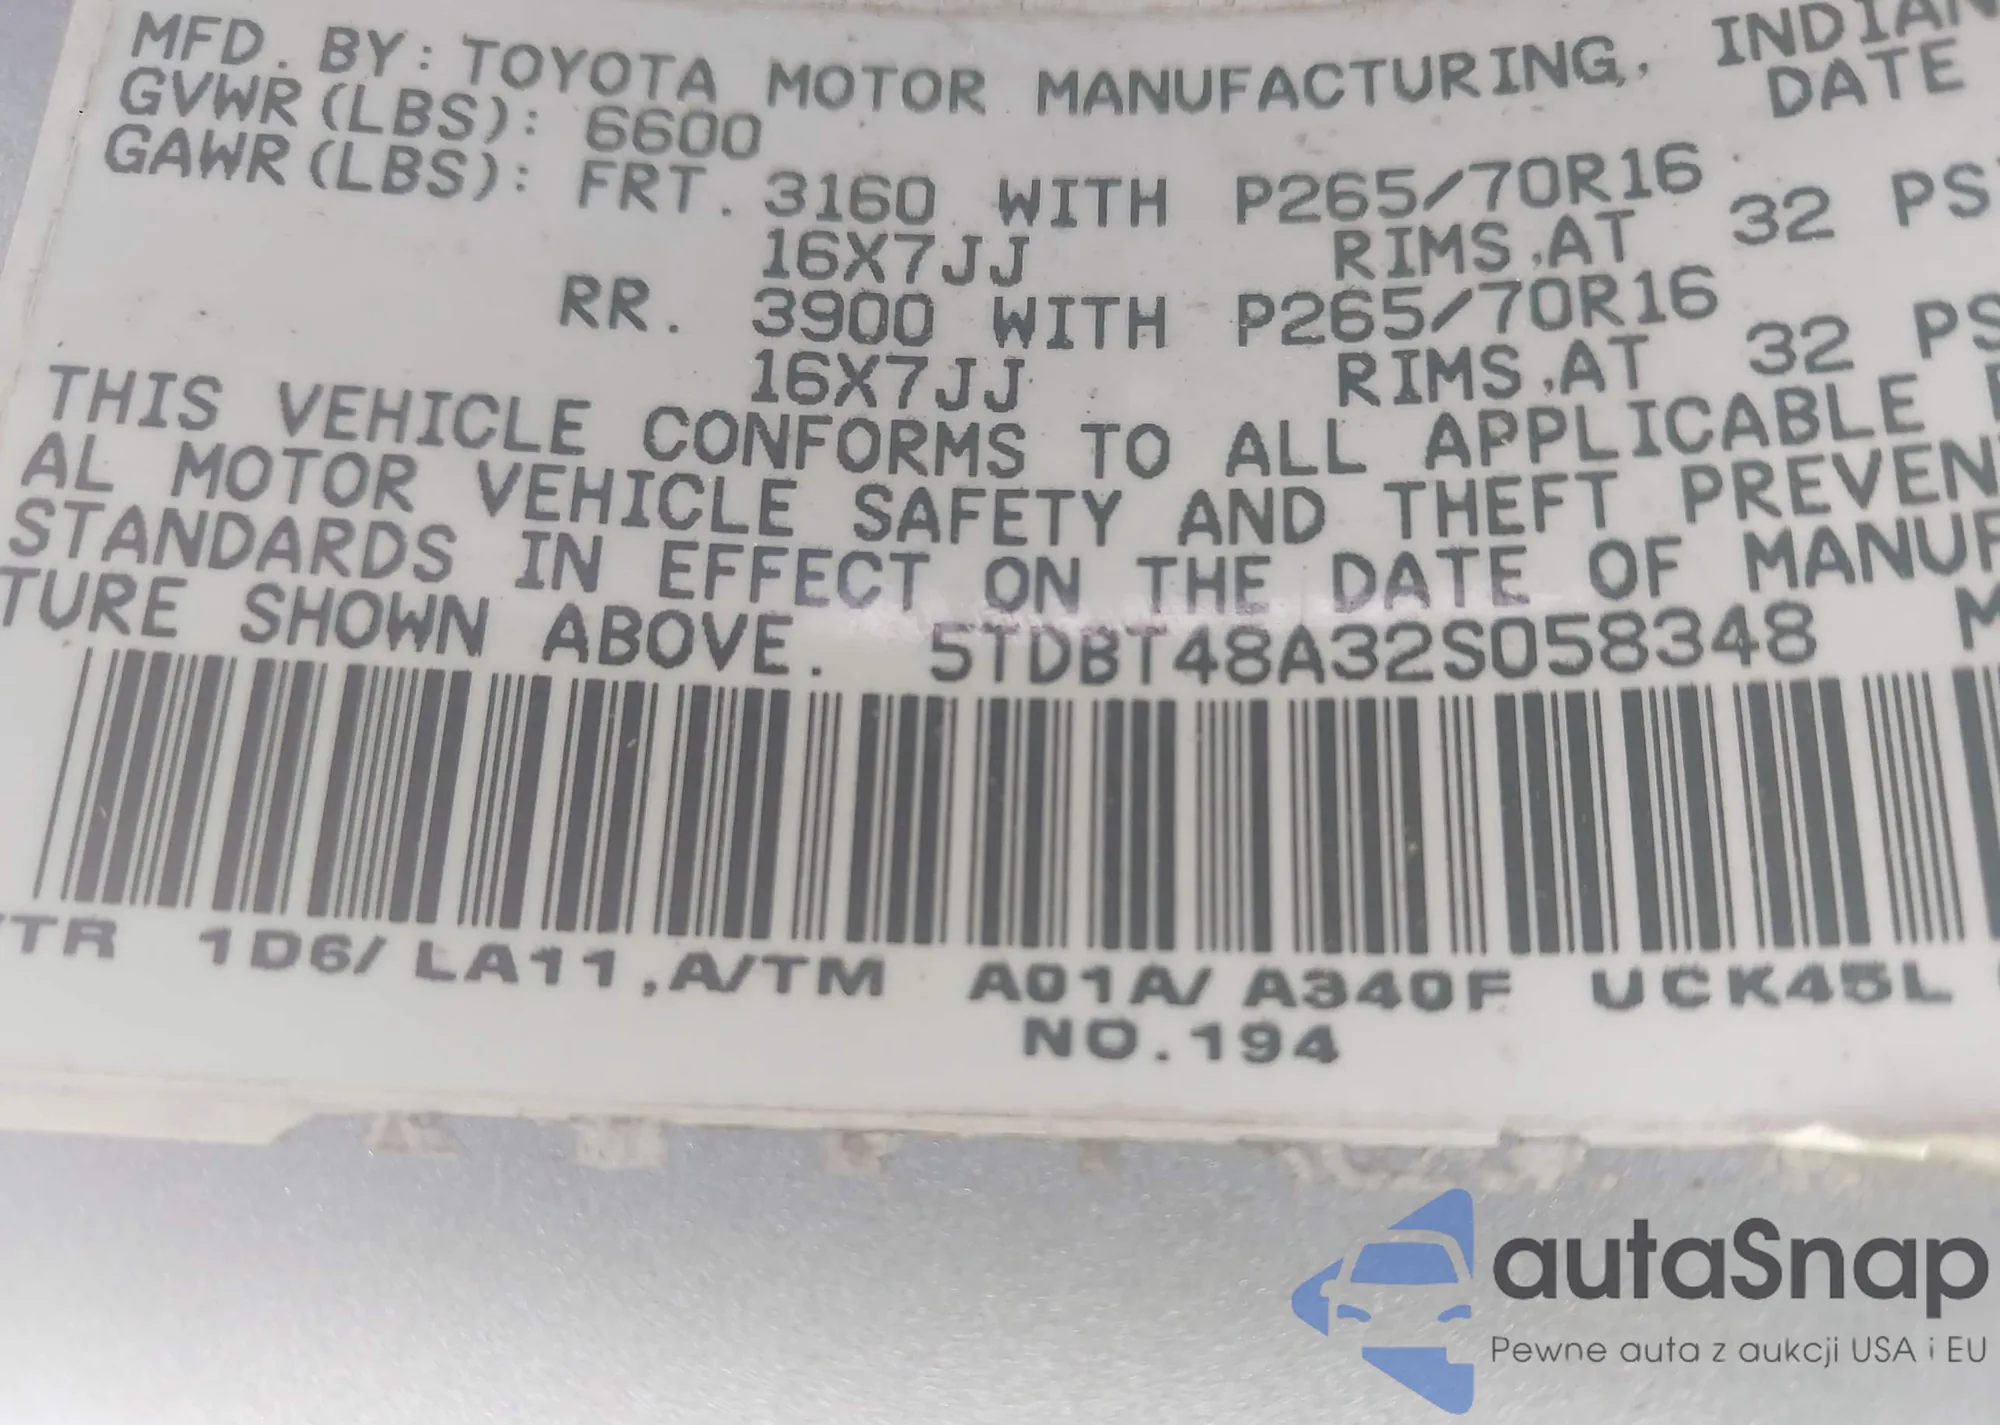 MFD. BY: TOYOTA MOTOR MANUFACTURING, INDIAN
DATE
GVWR(LBS): 6600
GAWR(LBS): FRT. 3160 WITH P265/70R16
16X7JJ RIMS,AT 32 PS
RR. 3900 WITH P265/70R16
16X7JJ RIMS,AT 32 PS
THIS VEHICLE CONFORMS TO ALL APPLICABLE
AL MOTOR VEHICLE SAFETY AND THEFT PREVEN
STANDARDS IN EFFECT ON THE DATE OF MANUF
TURE SHOWN ABOVE. 5TDBT48A32S058348 M
TR 1D6/LA11,A/TM A01A/A340F UCK45L
NO.194
autaSnap
Pewne auta z aukcji USA i EU